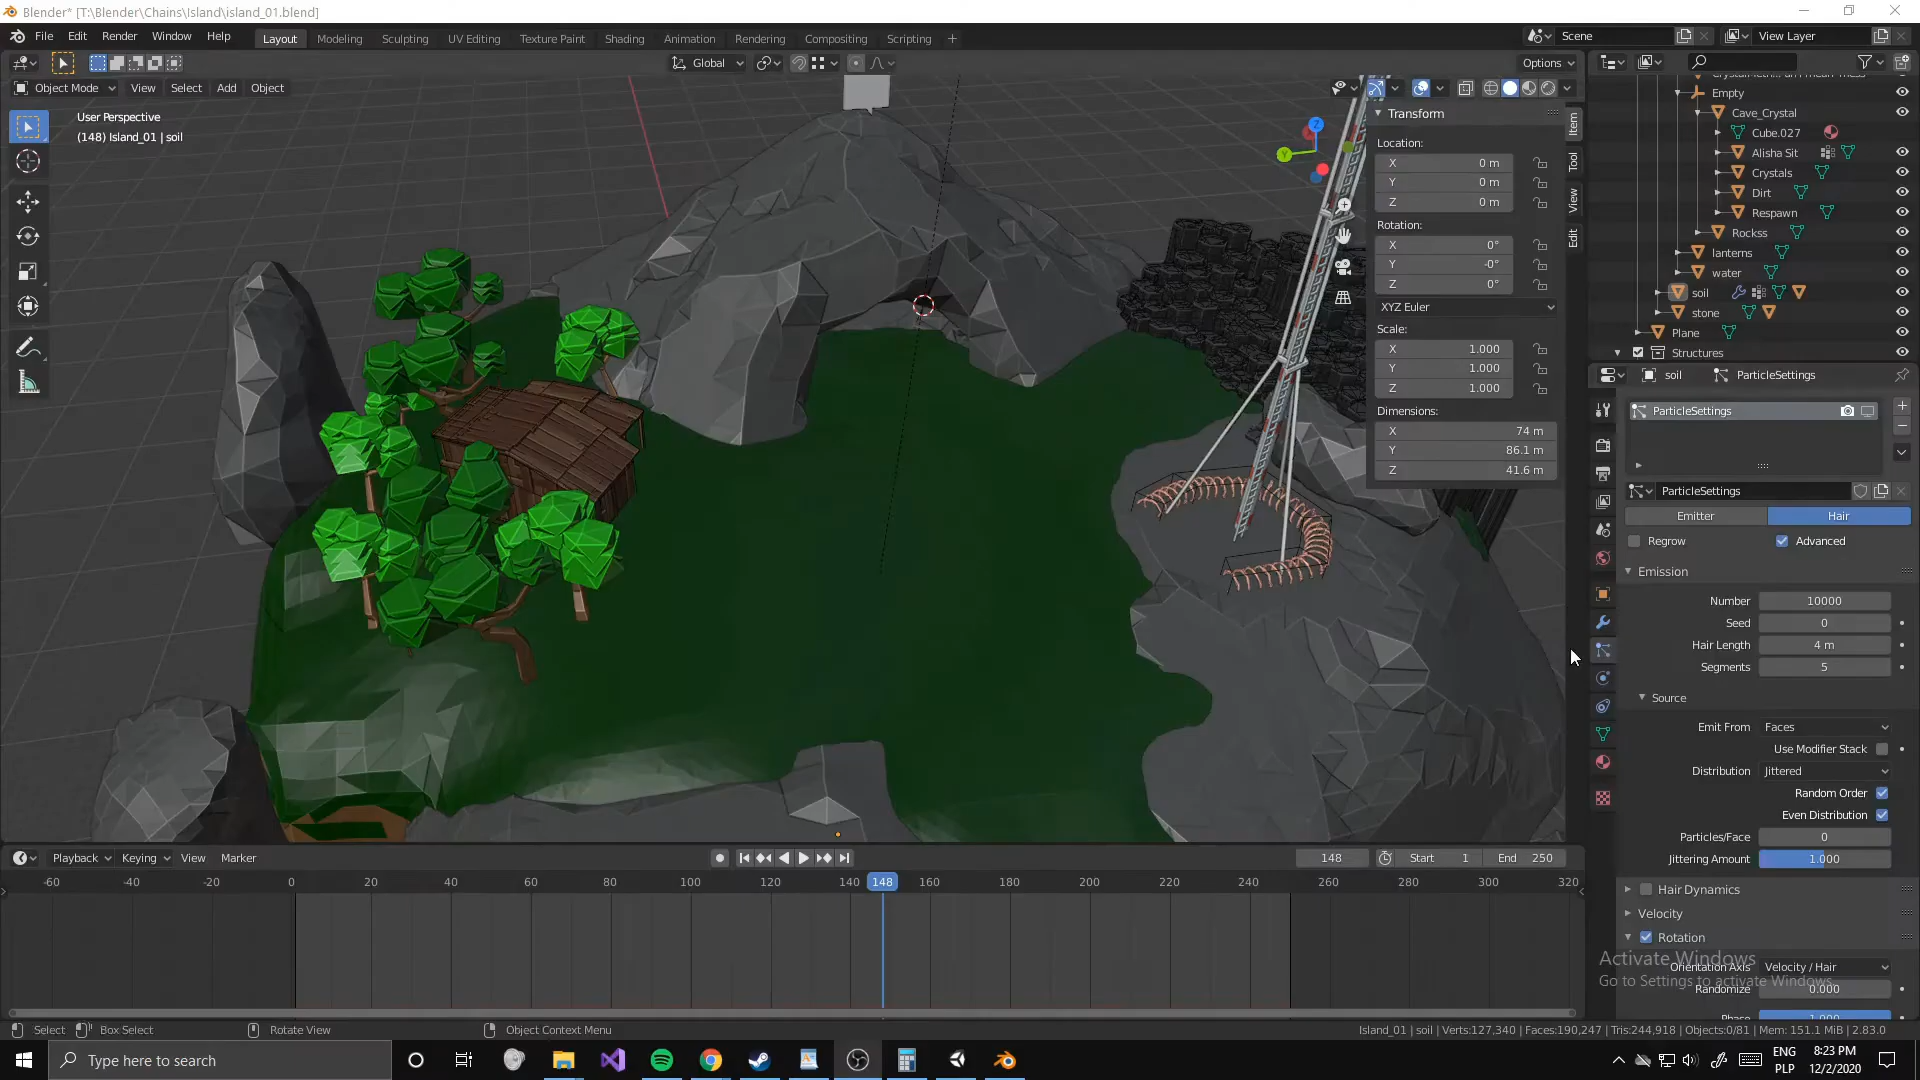 Blender* [T:\Blender\Chains\Island\island_01.blend]
File Edit Render Window Help Layout Modeling Sculpting UV Editing Texture Paint Shading Animation Rendering Compositing Scripting + Scene View Layer
Global Options
Object Mode View Select Add Object
User Perspective
(148) Island_01 | soil
Z
Y
Transform
Location:
X 0 m
Y 0 m
Z 0 m
Rotation:
X 0°
Y -0°
Z 0°
XYZ Euler
Scale:
X 1.000
Y 1.000
Z 1.000
Dimensions:
X 74 m
Y 86.1 m
Z 41.6 m
Item
Tool
View
Edit
Empty
Cave_Crystal
Cube.027
Alisha Sit
Crystals
Dirt
Respawn
Rockss
lanterns
water
soil
stone
Plane
Structures
soil ParticleSettings
ParticleSettings
ParticleSettings
Emitter Hair
Regrow Advanced
Emission
Number 10000
Seed 0
Hair Length 4 m
Segments 5
Source
Emit From Faces
Use Modifier Stack
Distribution Jittered
Random Order
Even Distribution
Particles/Face 0
Jittering Amount 1.000
Hair Dynamics
Velocity
Rotation
Orientation Axis Velocity / Hair
Randomize 0.000
Phase 1.000
Activate Windows
Go to Settings to activate Windows.
Playback Keying View Marker 148 Start 1 End 250
-60 -40 -20 0 20 40 60 80 100 120 140 148 160 180 200 220 240 260 280 300 320
Select Box Select Rotate View Object Context Menu Island_01 | soil | Verts:127,340 | Faces:190,247 | Tris:244,918 | Objects:0/81 | Mem: 151.1 MiB | 2.83.0
Type here to search
ENG
PLP
8:23 PM
12/2/2020